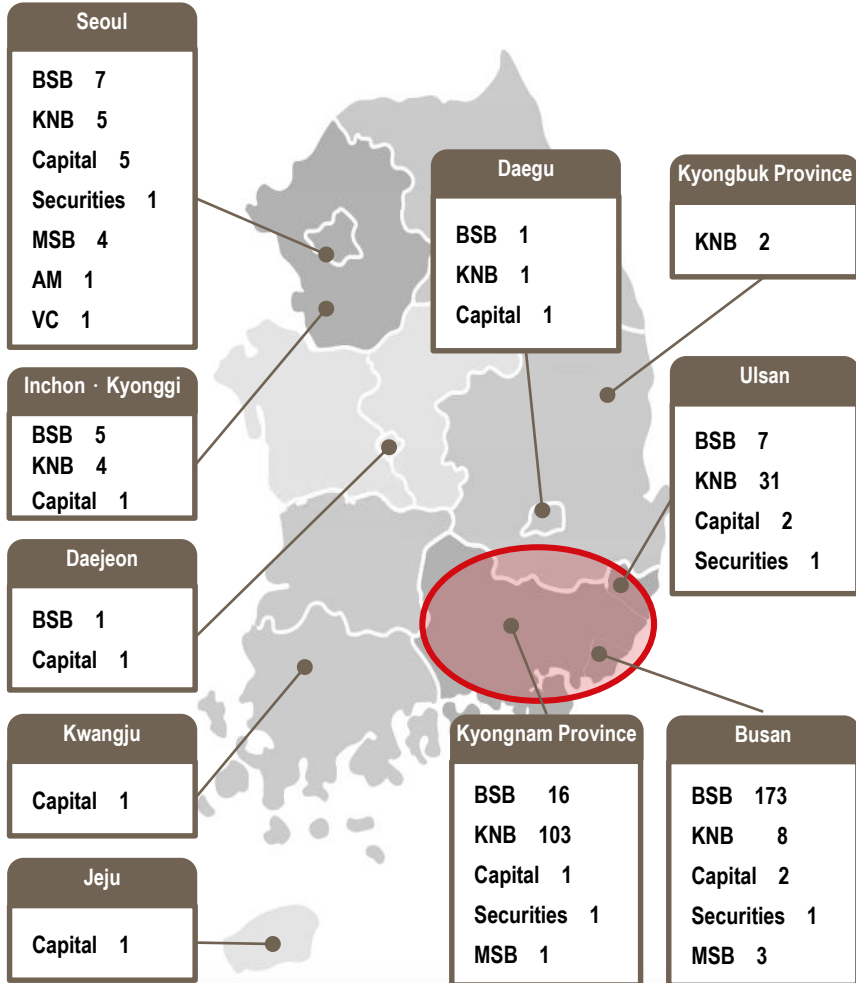 Seoul
BSB 7
KNB 5
Capital 5
Securities 1
MSB 4
AM 1
VC 1
Inchon · Kyonggi
BSB 5
KNB 4
Capital 1
Daejeon
BSB 1
Capital 1
Kwangju
Capital 1
Jeju
Capital 1
Daegu
BSB 1
KNB 1
Capital 1
Kyongbuk Province
KNB 2
Ulsan
BSB 7
KNB 31
Capital 2
Securities 1
Kyongnam Province
BSB 16
KNB 103
Capital 1
Securities 1
MSB 1
Busan
BSB 173
KNB 8
Capital 2
Securities 1
MSB 3